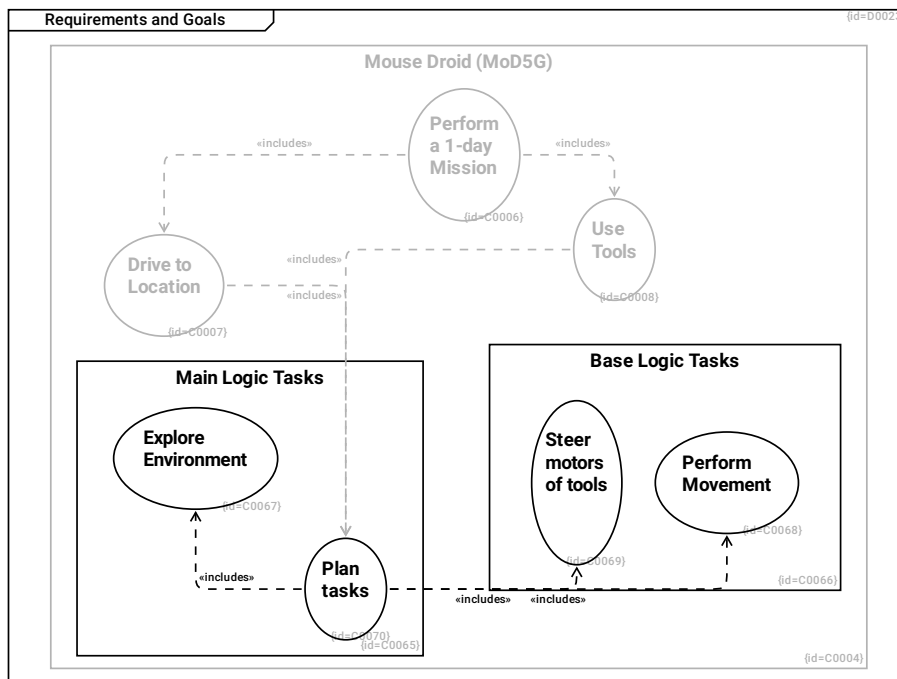 Requirements and Goals
Mouse Droid (MoD5G)
Perform
a 1-day
Mission
{id=C0006}
«includes»
«includes»
Use
Tools
{id=C0008}
Drive to
Location
{id=C0007}
«includes»
«includes»
Main Logic Tasks
Explore
Environment
{id=C0067}
Plan
tasks
{id=C0070}
{id=C0065}
«includes»
Base Logic Tasks
Steer
motors
of tools
{id=C0069}
Perform
Movement
{id=C0068}
{id=C0066}
«includes»
«includes»
{id=C0004}